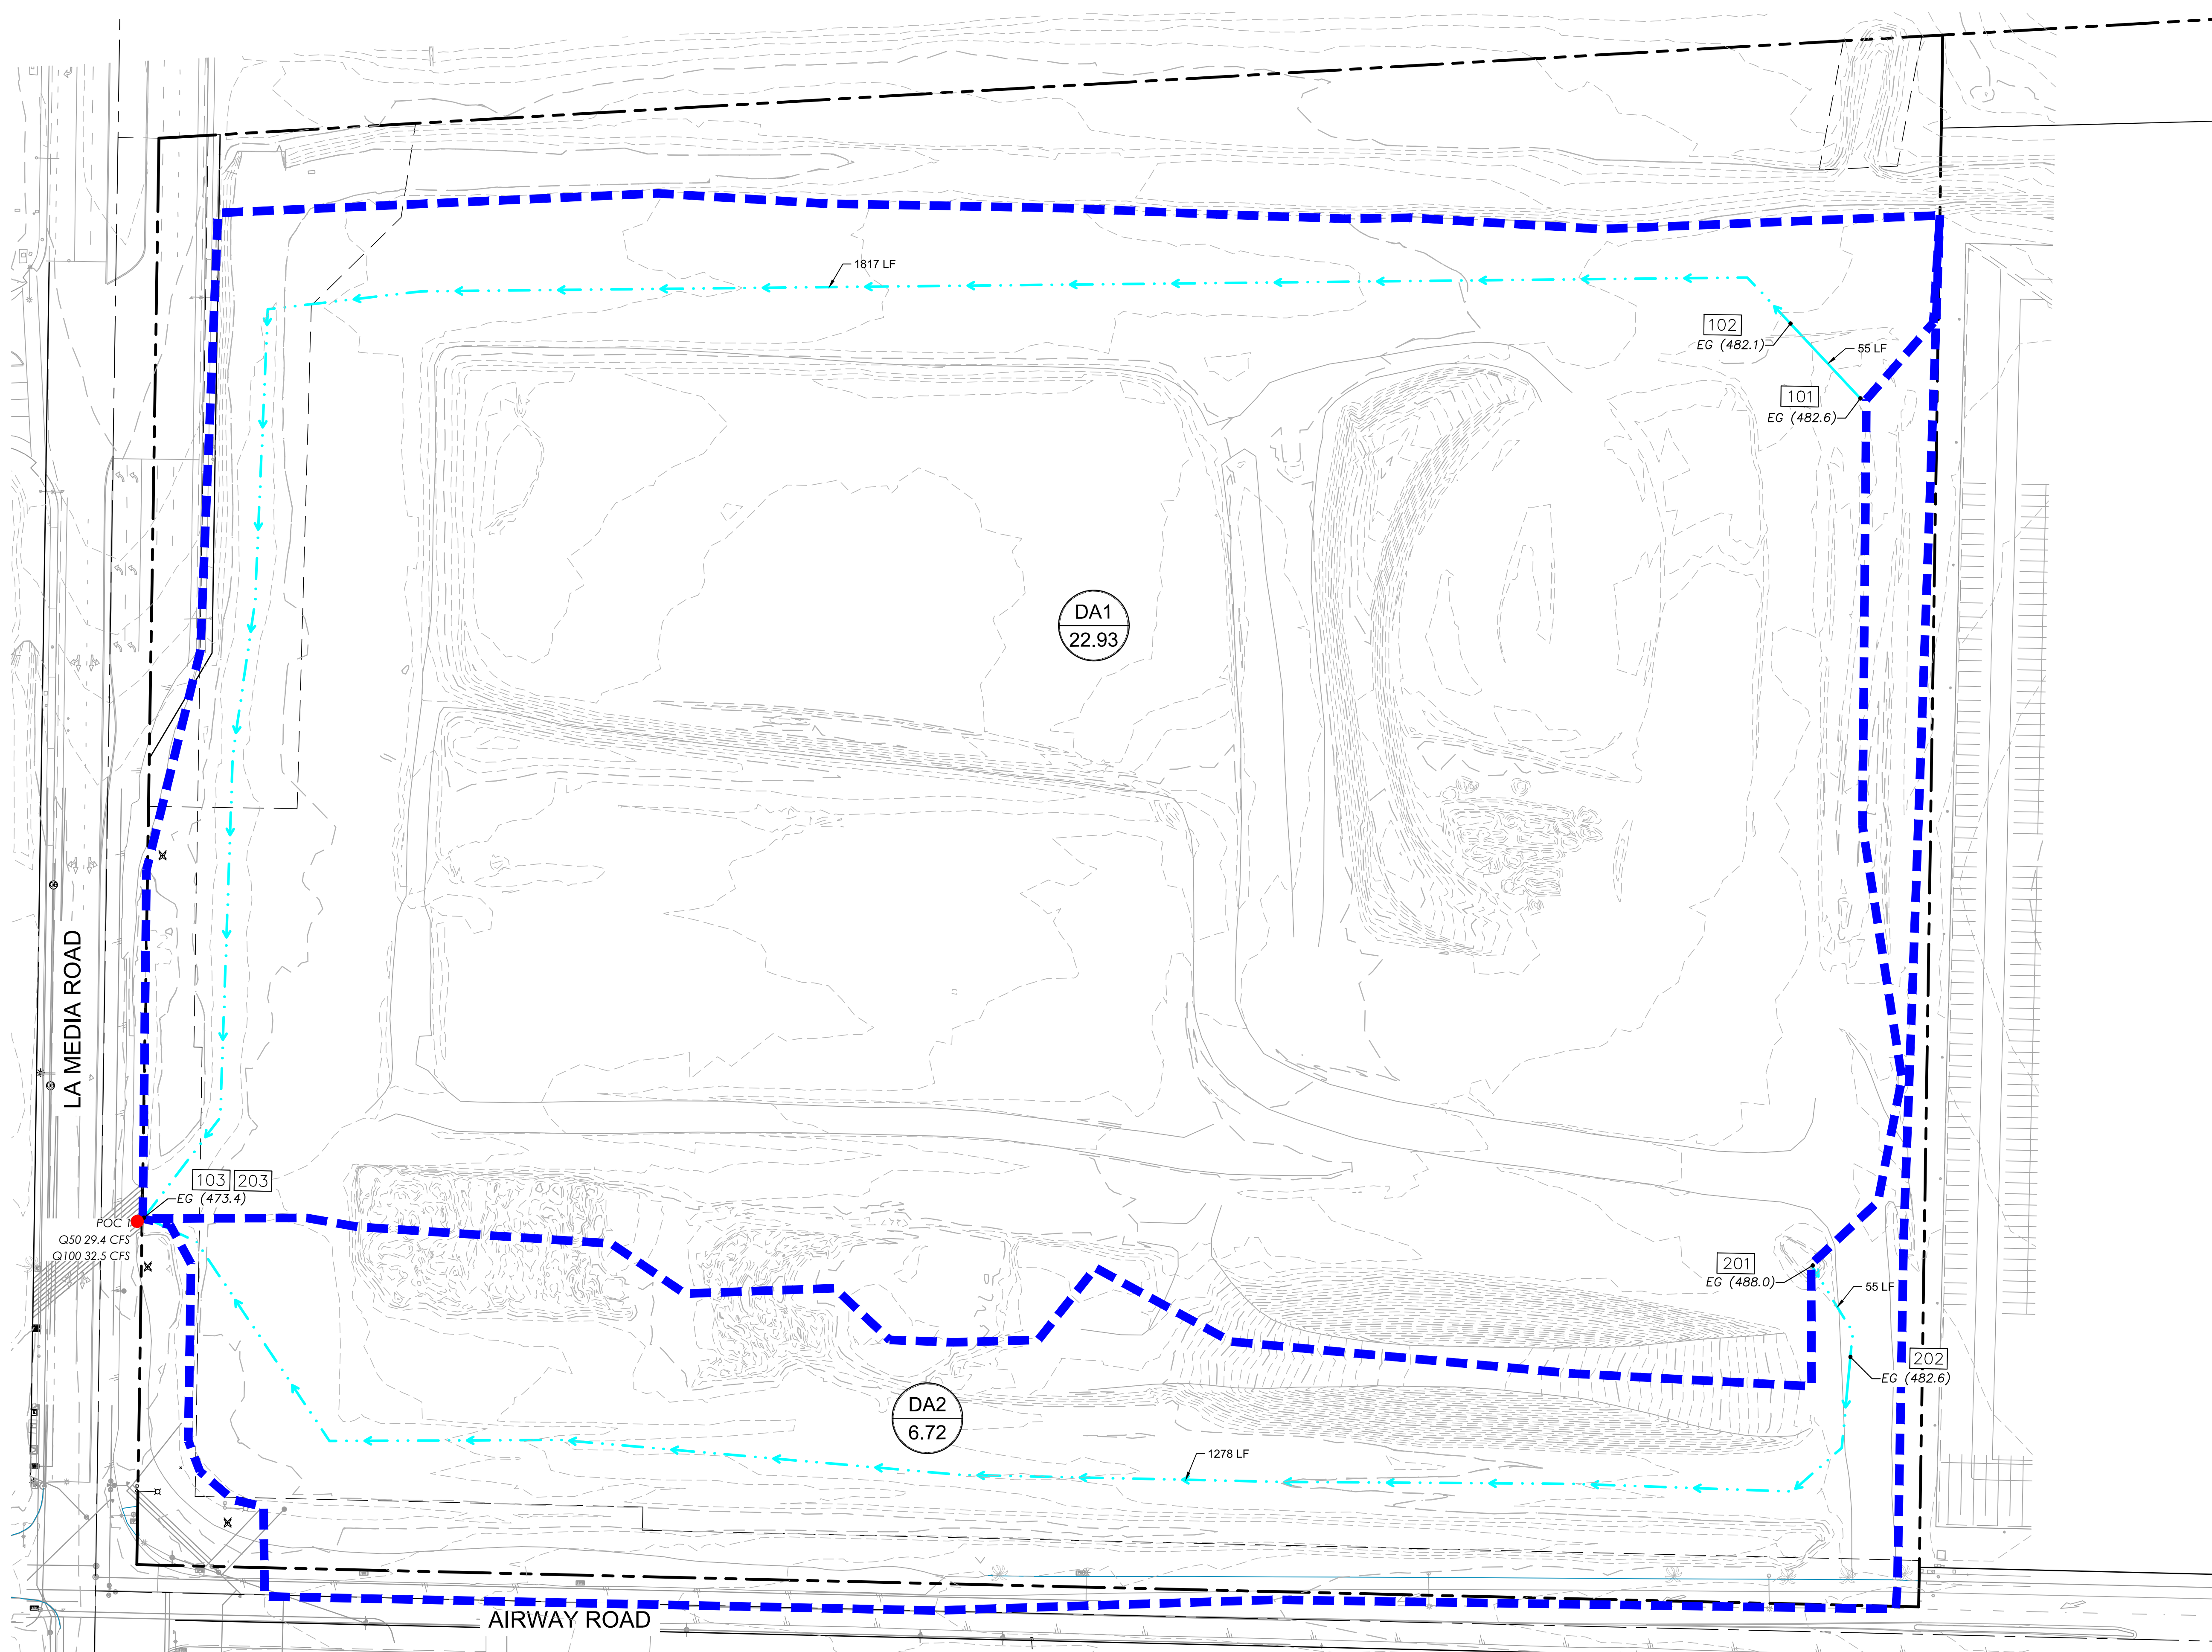 1817 LF
102
EG (482.1)
55 LF
101
EG (482.6)
DA1
22.93
LA MEDIA ROAD
103 203
EG (473.4)
POC 1
Q50 29.4 CFS
Q100 32.5 CFS
201
EG (488.0)
55 LF
202
EG (482.6)
DA2
6.72
1278 LF
AIRWAY ROAD